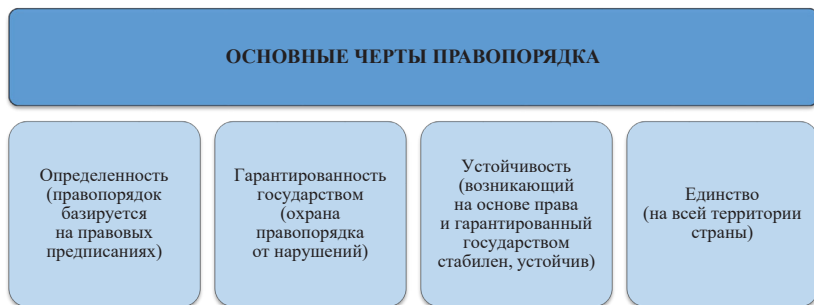 ОСНОВНЫЕ ЧЕРТЫ ПРАВОПОРЯДКА
Определенность
(правопорядок
базируется
на правовых
предписаниях)
Гарантированность
государством
(охрана
правопорядка
от нарушений)
Устойчивость
(возникающий
на основе права
и гарантированный
государством
стабилен, устойчив)
Единство
(на всей территории
страны)